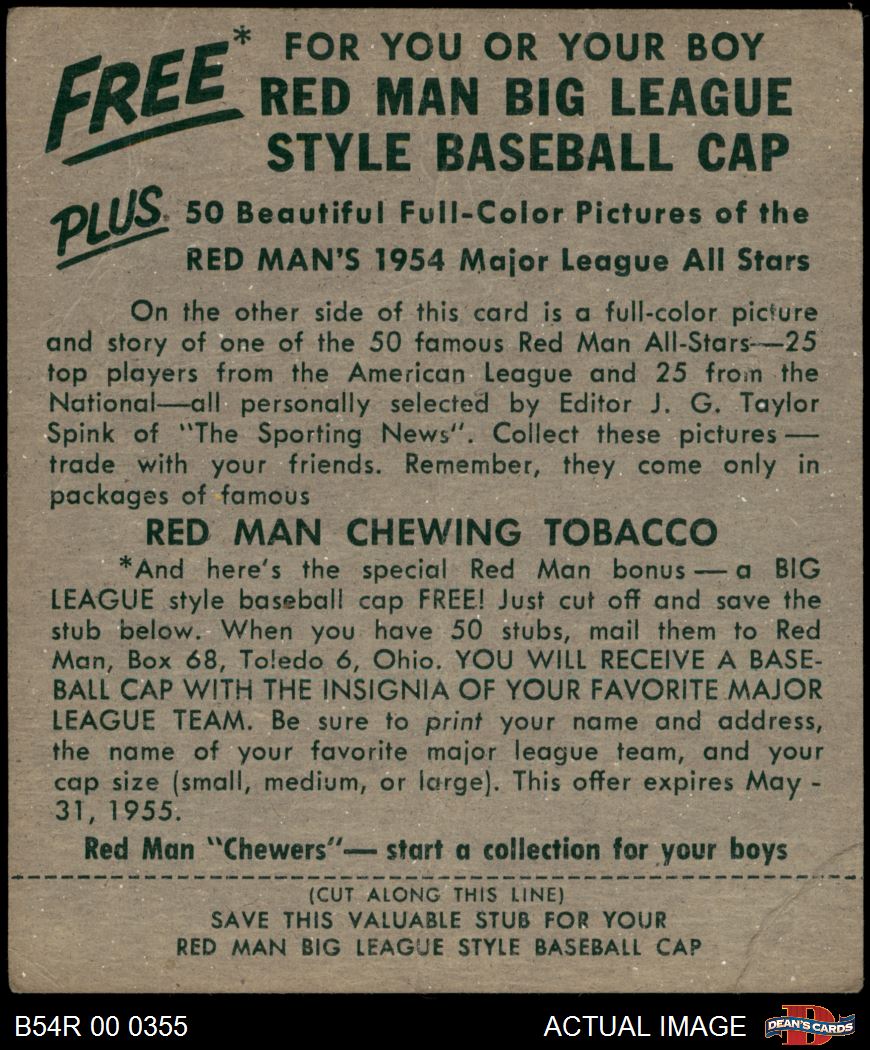 FREE* FOR YOU OR YOUR BOY
RED MAN BIG LEAGUE
STYLE BASEBALL CAP
PLUS 50 Beautiful Full-Color Pictures of the
RED MAN'S 1954 Major League All Stars
On the other side of this card is a full-color picture
and story of one of the 50 famous Red Man All-Stars—25
top players from the American League and 25 from the
National—all personally selected by Editor J. G. Taylor
Spink of "The Sporting News". Collect these pictures —
trade with your friends. Remember, they come only in
packages of famous
RED MAN CHEWING TOBACCO
*And here's the special Red Man bonus — a BIG
LEAGUE style baseball cap FREE! Just cut off and save the
stub below. When you have 50 stubs, mail them to Red
Man, Box 68, Toledo 6, Ohio. YOU WILL RECEIVE A BASE-
BALL CAP WITH THE INSIGNIA OF YOUR FAVORITE MAJOR
LEAGUE TEAM. Be sure to print your name and address,
the name of your favorite major league team, and your
cap size (small, medium, or large). This offer expires May -
31, 1955.
Red Man "Chewers"— start a collection for your boys
(CUT ALONG THIS LINE)
SAVE THIS VALUABLE STUB FOR YOUR
RED MAN BIG LEAGUE STYLE BASEBALL CAP
B54R 00 0355 ACTUAL IMAGE D DEAN'S CARDS